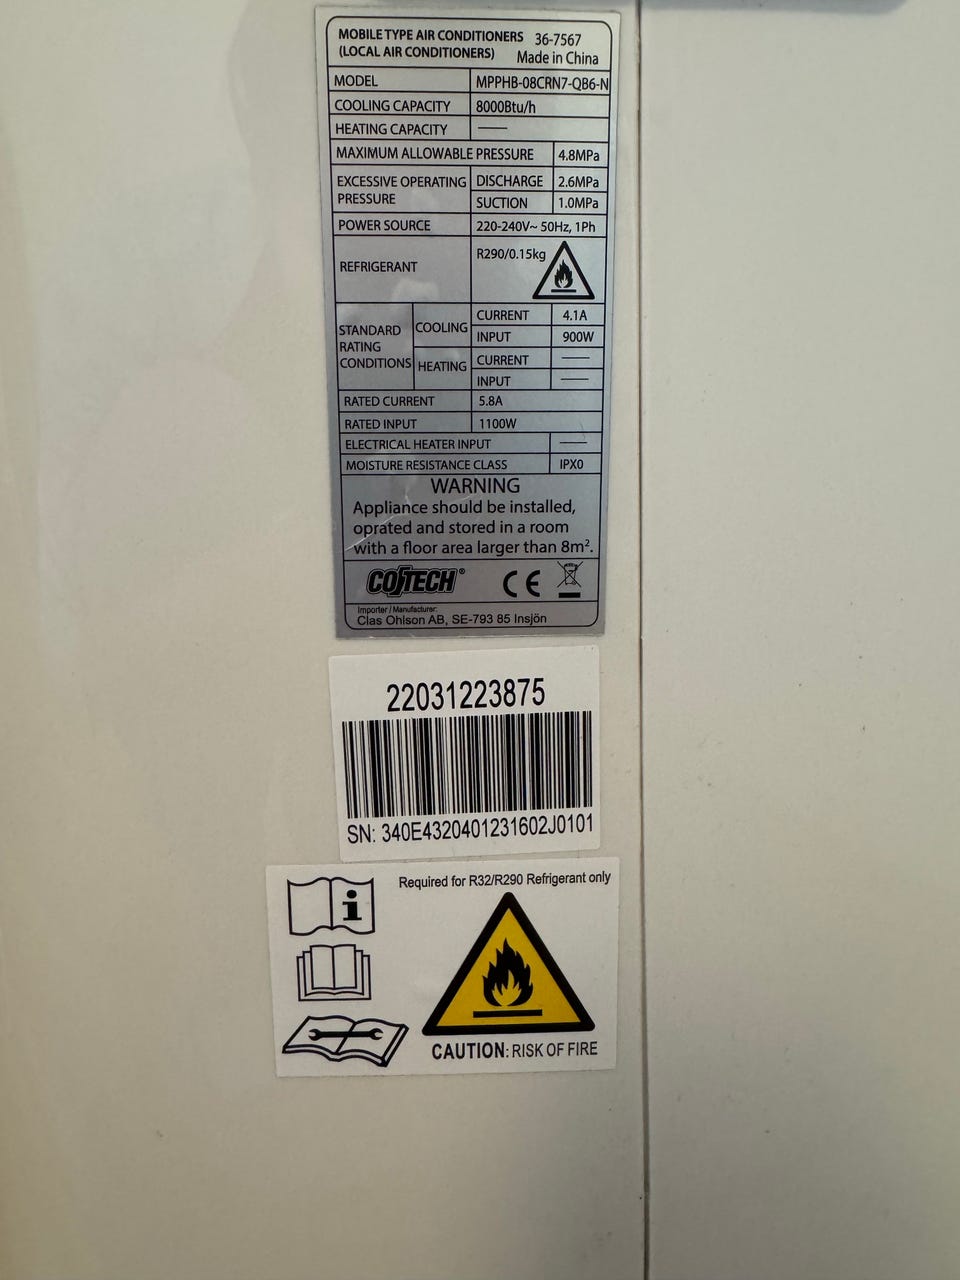 MOBILE TYPE AIR CONDITIONERS 36-7567
(LOCAL AIR CONDITIONERS) Made in China
MODEL MPPHB-08CRN7-QB6-N
COOLING CAPACITY 8000Btu/h
HEATING CAPACITY ——
MAXIMUM ALLOWABLE PRESSURE 4.8MPa
EXCESSIVE OPERATING PRESSURE DISCHARGE 2.6MPa
SUCTION 1.0MPa
POWER SOURCE 220-240V~ 50Hz, 1Ph
REFRIGERANT R290/0.15kg
STANDARD RATING CONDITIONS COOLING CURRENT 4.1A
INPUT 900W
HEATING CURRENT ——
INPUT ——
RATED CURRENT 5.8A
RATED INPUT 1100W
ELECTRICAL HEATER INPUT ——
MOISTURE RESISTANCE CLASS IPX0
WARNING
Appliance should be installed,
oprated and stored in a room
with a floor area larger than 8m².
COTECH® CE
Importer / Manufacturer:
Clas Ohlson AB, SE-793 85 Insjön
22031223875
SN: 340E4320401231602J0101
Required for R32/R290 Refrigerant only
i
CAUTION: RISK OF FIRE